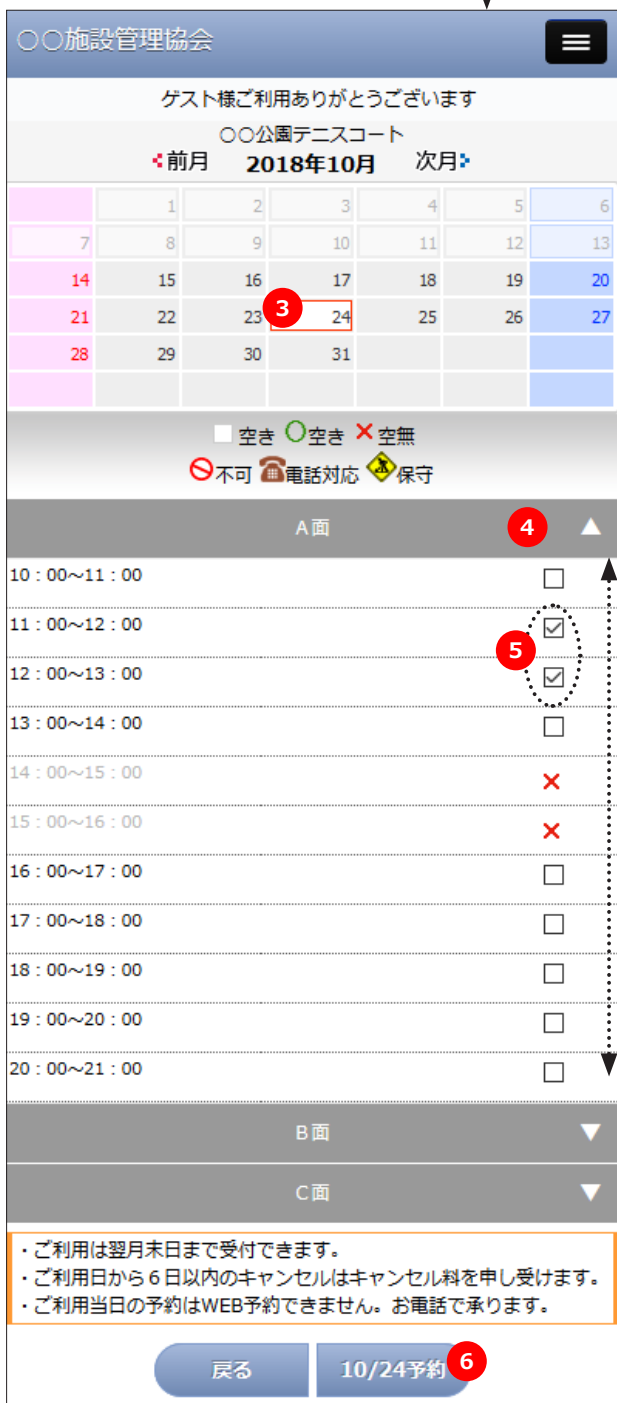 ○○施設管理協会
ゲスト様ご利用ありがとうございます
○○公園テニスコート
前月 2018年10月 次月
1 2 3 4 5 6
7 8 9 10 11 12 13
14 15 16 17 18 19 20
21 22 23 3 24 25 26 27
28 29 30 31
空き 空き 空無
不可 電話対応 保守
A面 4 ▲
10：00～11：00
11：00～12：00
5
12：00～13：00
13：00～14：00
14：00～15：00
15：00～16：00
16：00～17：00
17：00～18：00
18：00～19：00
19：00～20：00
20：00～21：00
B面 ▼
C面 ▼
・ご利用は翌月末日まで受付できます。
・ご利用日から６日以内のキャンセルはキャンセル料を申し受けます。
・ご利用当日の予約はWEB予約できません。お電話で承ります。
戻る 10/24予約 6